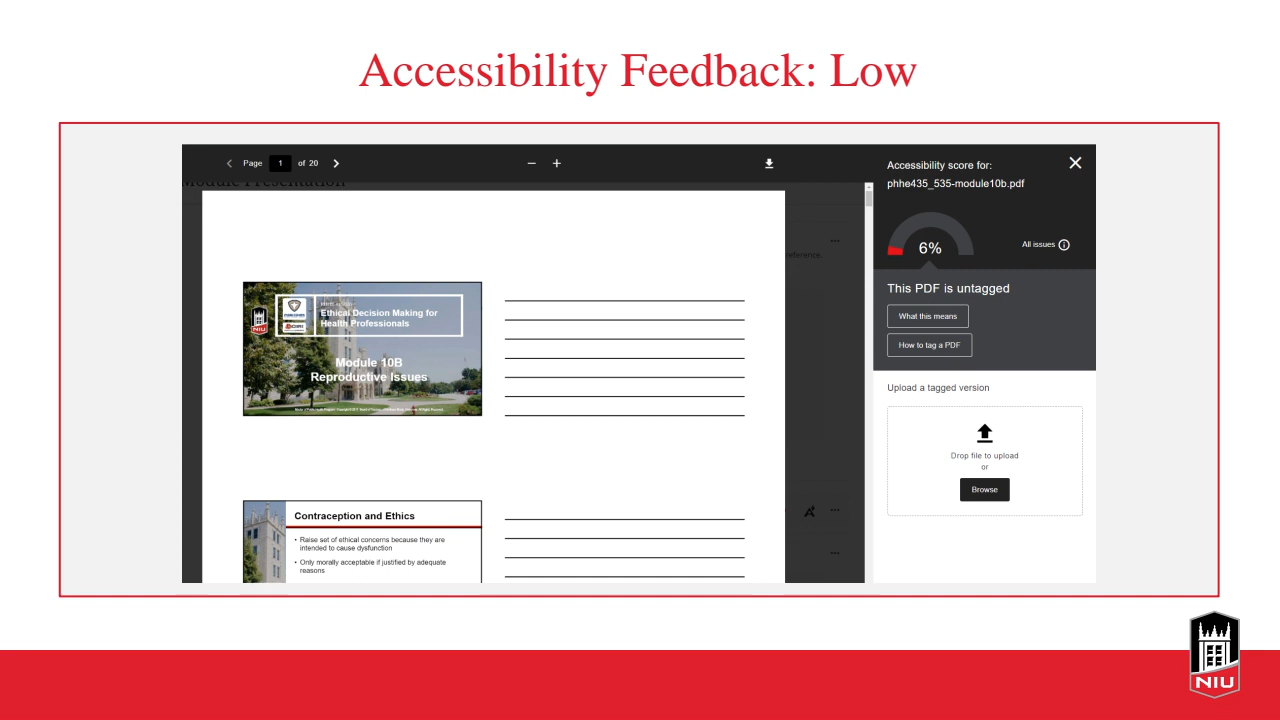 Accessibility Feedback: Low
Page 1 of 20
Module Presentation
Accessibility score for:
phhe435_535-module10b.pdf
6%
All issues
This PDF is untagged
What this means
How to tag a PDF
Upload a tagged version
Drop file to upload
or
Browse
eference.
NIU
Ethical Decision Making for
Health Professionals
Module 10B
Reproductive Issues
Contraception and Ethics
• Raise set of ethical concerns because they are
intended to cause dysfunction
• Only morally acceptable if justified by adequate
reasons
NIU